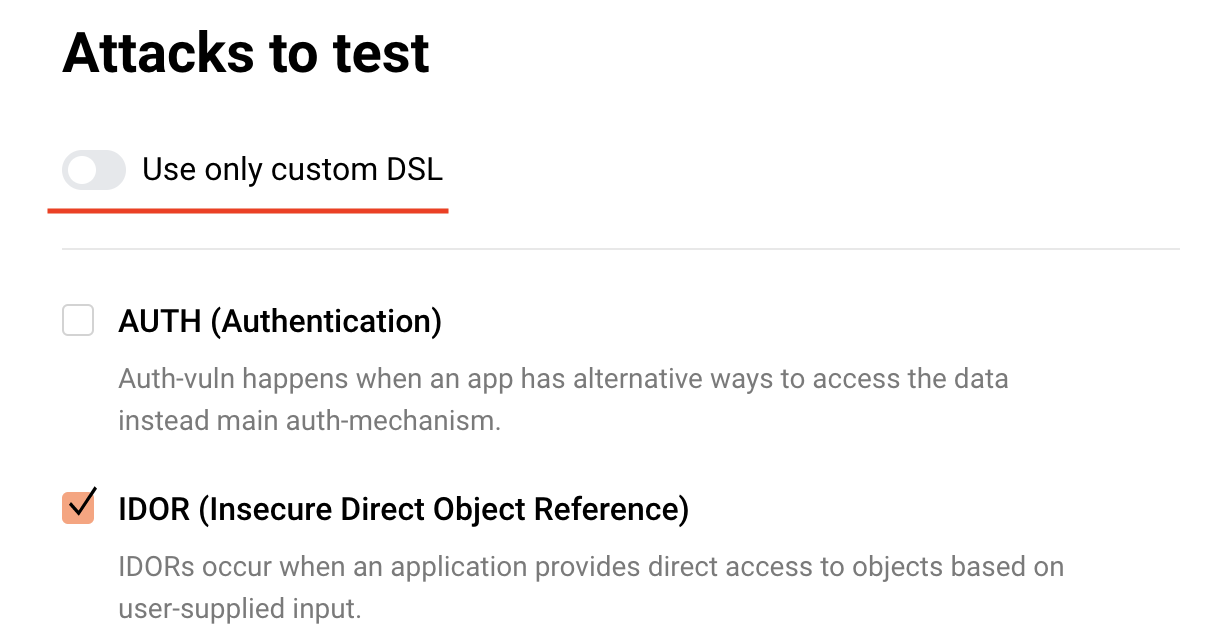 Attacks to test
Use only custom DSL
AUTH (Authentication)
Auth-vuln happens when an app has alternative ways to access the data
instead main auth-mechanism.
IDOR (Insecure Direct Object Reference)
IDORs occur when an application provides direct access to objects based on
user-supplied input.